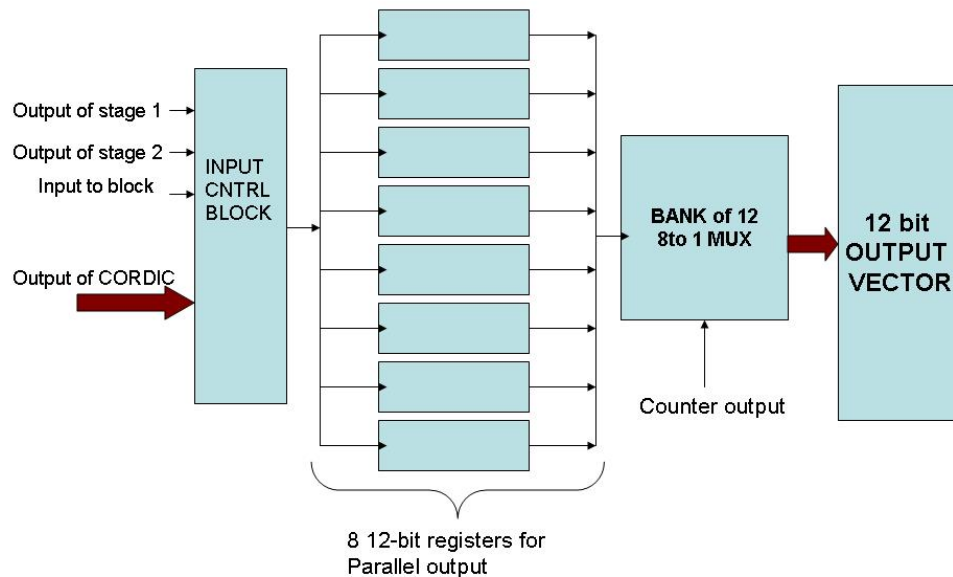 Output of stage 1
Output of stage 2
Input to block
Output of CORDIC
INPUT
CNTRL
BLOCK
8 12-bit registers for
Parallel output
BANK of 12
8to 1 MUX
Counter output
12 bit
OUTPUT
VECTOR